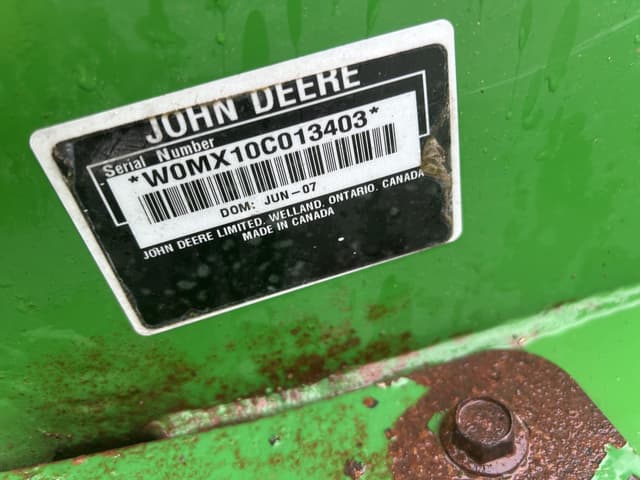 JOHN DEERE
Serial Number
*W0MX10C013403*
DOM: JUN-07
JOHN DEERE LIMITED, WELLAND, ONTARIO, CANADA
MADE IN CANADA